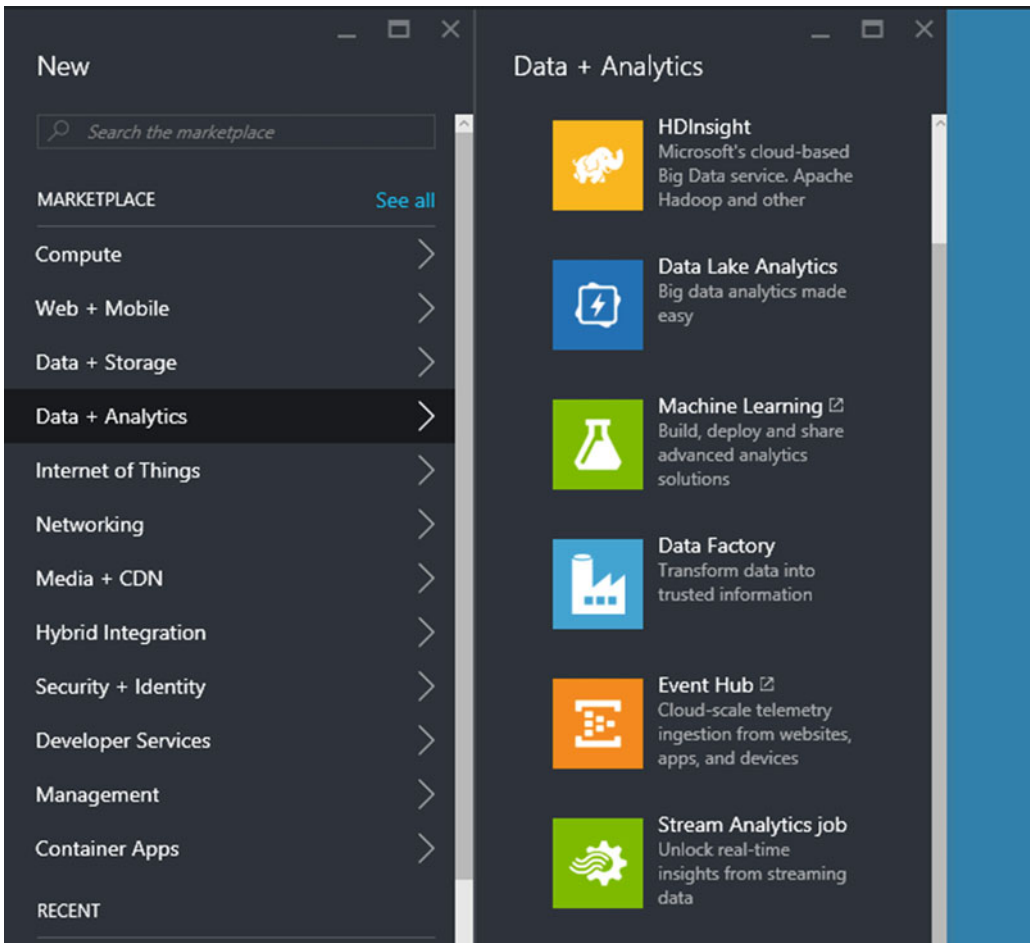 New
Search the marketplace
MARKETPLACE See all
Compute
Web + Mobile
Data + Storage
Data + Analytics
Internet of Things
Networking
Media + CDN
Hybrid Integration
Security + Identity
Developer Services
Management
Container Apps
RECENT
Data + Analytics
HDInsight
Microsoft's cloud-based
Big Data service. Apache
Hadoop and other
Data Lake Analytics
Big data analytics made
easy
Machine Learning
Build, deploy and share
advanced analytics
solutions
Data Factory
Transform data into
trusted information
Event Hub
Cloud-scale telemetry
ingestion from websites,
apps, and devices
Stream Analytics job
Unlock real-time
insights from streaming
data